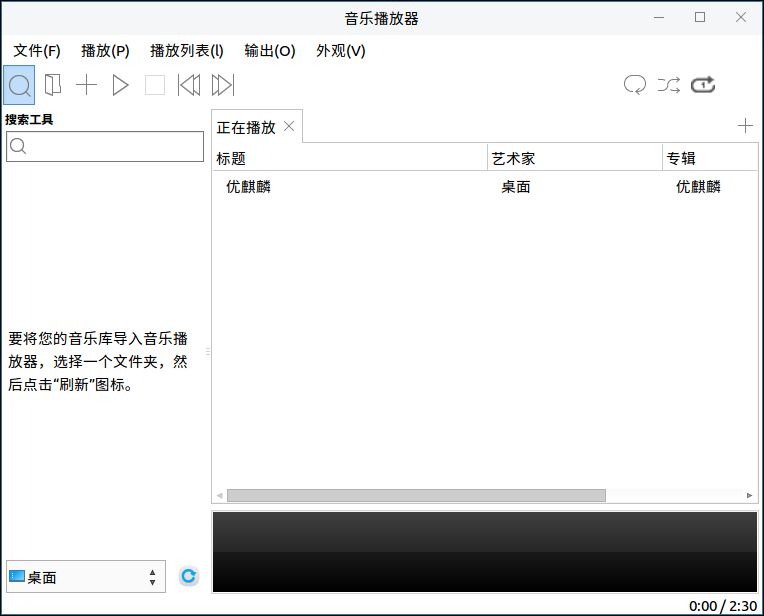 音乐播放器
文件(F) 播放(P) 播放列表(l) 输出(O) 外观(V)
搜索工具
正在播放
标题 艺术家 专辑
优麒麟 桌面 优麒麟
要将您的音乐库导入音乐播
放器，选择一个文件夹，然
后点击“刷新”图标。
桌面
0:00 / 2:30